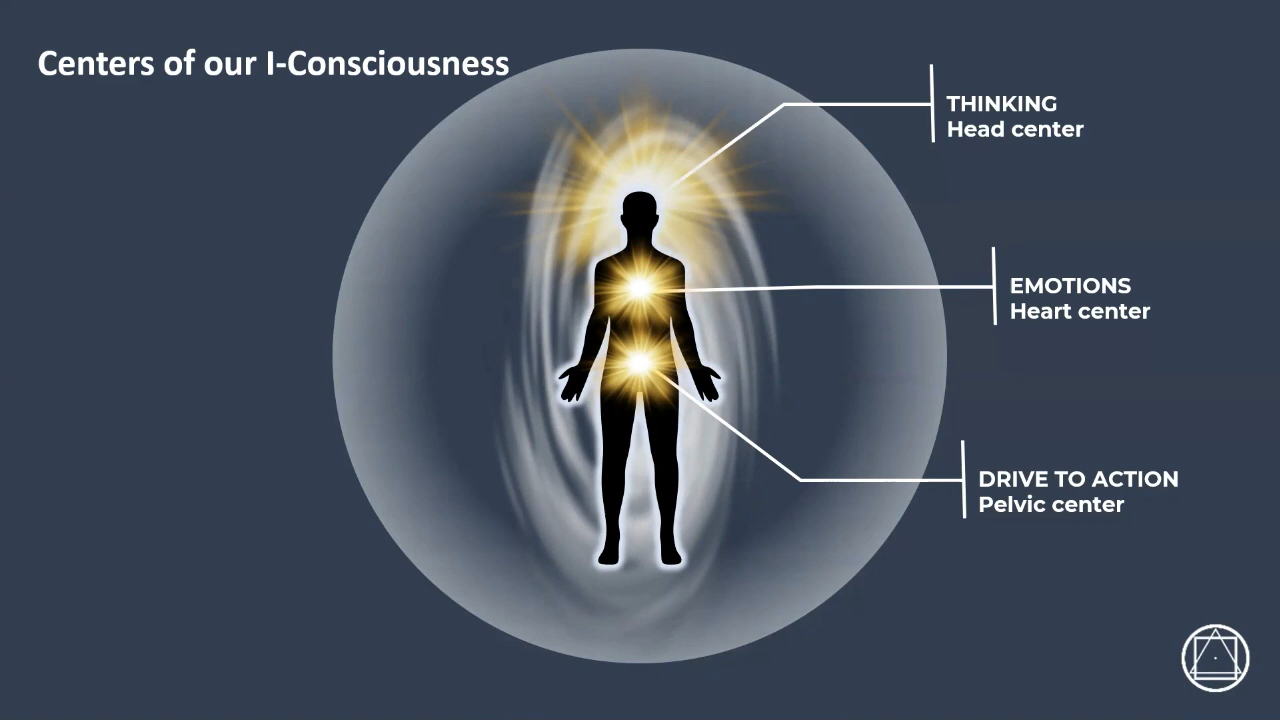 Centers of our I-Consciousness
THINKING
Head center
EMOTIONS
Heart center
DRIVE TO ACTION
Pelvic center